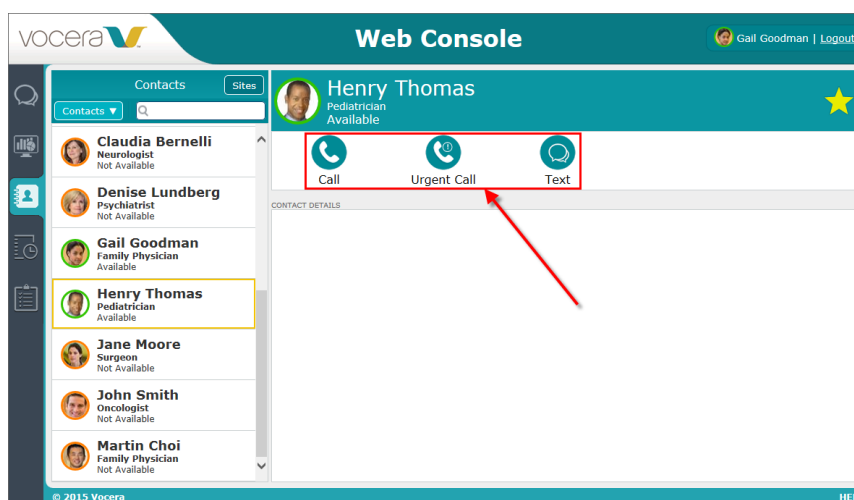 vocera
Web Console
Gail Goodman | Logout
Contacts
Sites
Contacts ▼
Henry Thomas
Pediatrician
Available
Call
Urgent Call
Text
CONTACT DETAILS
Claudia Bernelli
Neurologist
Not Available
Denise Lundberg
Psychiatrist
Not Available
Gail Goodman
Family Physician
Available
Henry Thomas
Pediatrician
Available
Jane Moore
Surgeon
Not Available
John Smith
Oncologist
Not Available
Martin Choi
Family Physician
Not Available
© 2015 Vocera